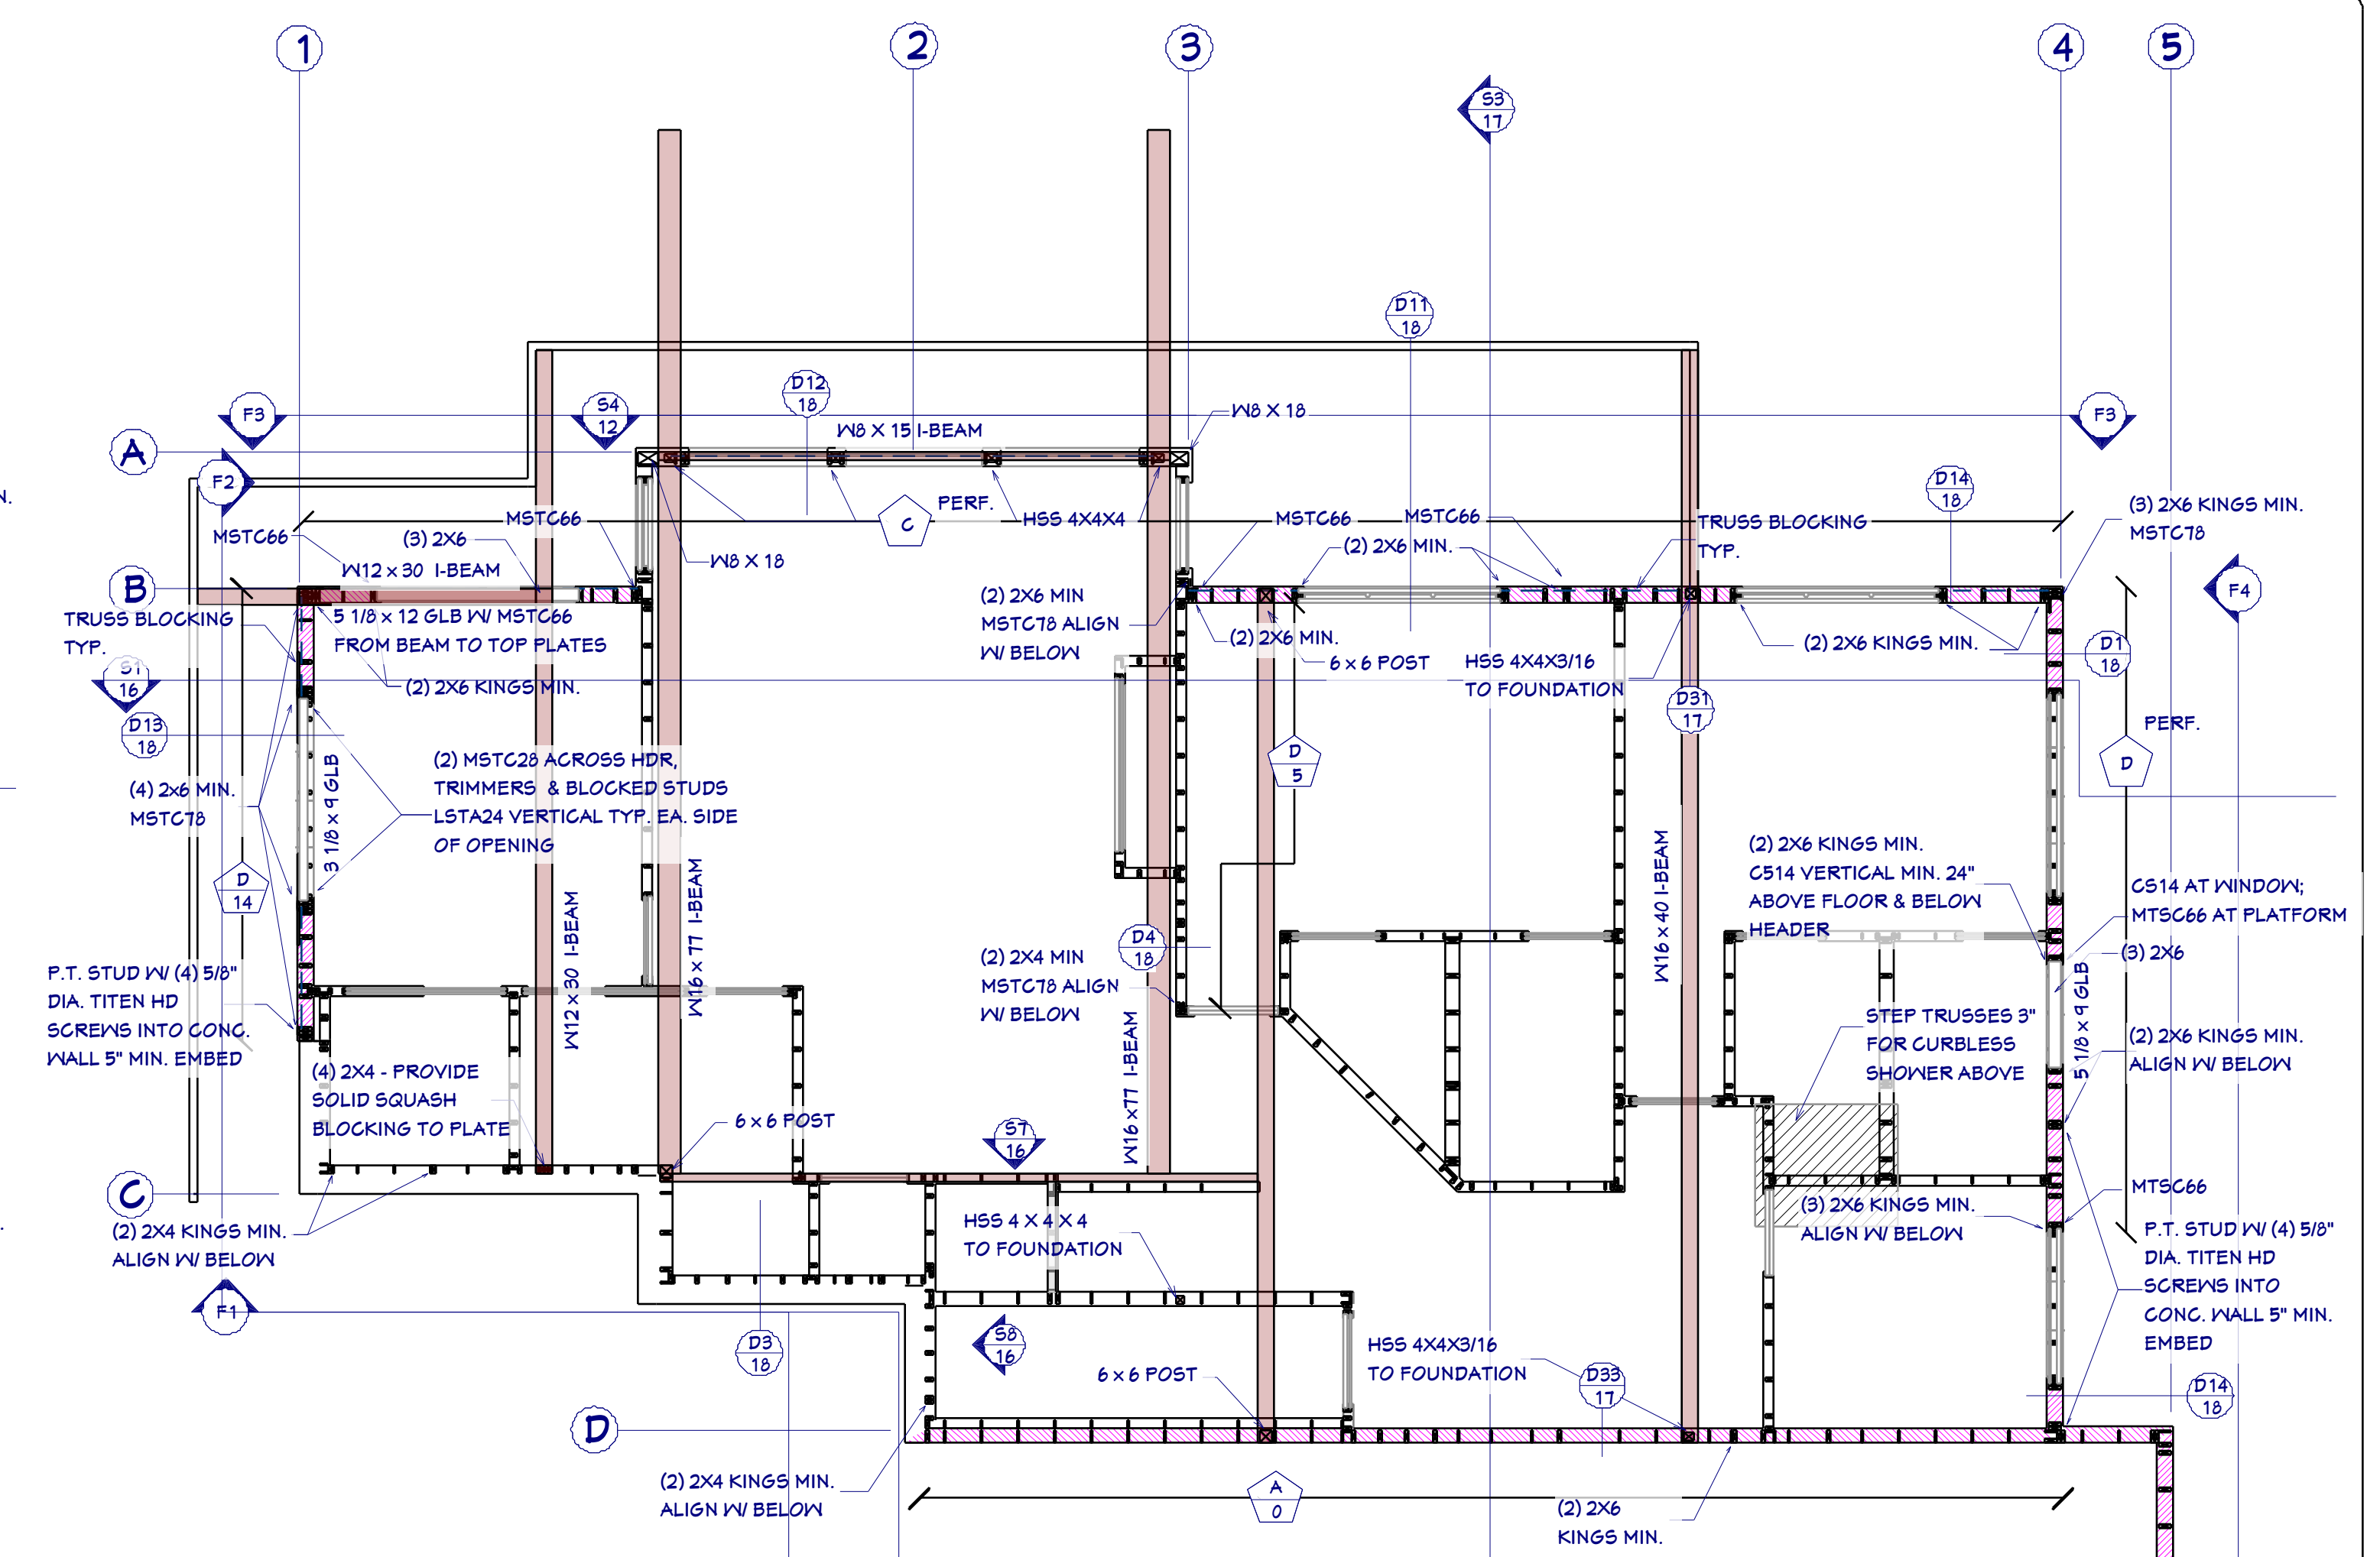 1
2
3
4
5
S3
17
D11
18
D12
18
F3
S4
12
W8 X 15 I-BEAM
W8 X 18
F3
A
F2
N.
PERF.
C
HSS 4X4X4
MSTC66
MSTC66
MSTC66
MSTC66
(3) 2X6
W12 x 30 I-BEAM
W8 X 18
(2) 2X6 MIN.
TRUSS BLOCKING
TYP.
D14
18
(3) 2X6 KINGS MIN.
MSTC78
B
F4
TRUSS BLOCKING
TYP.
5 1/8 x 12 GLB W/ MSTC66
FROM BEAM TO TOP PLATES
(2) 2X6 KINGS MIN.
(2) 2X6 MIN
MSTC78 ALIGN
W/ BELOW
(2) 2X6 MIN.
6 x 6 POST
HSS 4X4X3/16
TO FOUNDATION
(2) 2X6 KINGS MIN.
D1
18
S1
16
D13
18
D31
17
PERF.
D
D
5
(4) 2x6 MIN.
MSTC78
3 1/8 x 9 GLB
(2) MSTC28 ACROSS HDR,
TRIMMERS & BLOCKED STUDS
LSTA24 VERTICAL TYP. EA. SIDE
OF OPENING
D
14
W12 x 30 I-BEAM
W16 x 77 I-BEAM
W16 x 40 I-BEAM
(2) 2X6 KINGS MIN.
C514 VERTICAL MIN. 24"
ABOVE FLOOR & BELOW
HEADER
CS14 AT WINDOW;
MTSC66 AT PLATFORM
(3) 2X6
D4
18
(2) 2X4 MIN
MSTC78 ALIGN
W/ BELOW
P.T. STUD W/ (4) 5/8"
DIA. TITEN HD
SCREWS INTO CONC.
WALL 5" MIN. EMBED
W16 x77 I-BEAM
STEP TRUSSES 3"
FOR CURBLESS
SHOWER ABOVE
5 1/8 x 9 GLB
(2) 2X6 KINGS MIN.
ALIGN W/ BELOW
(4) 2X4 - PROVIDE
SOLID SQUASH
BLOCKING TO PLATE
6 x 6 POST
S7
16
C
(2) 2X4 KINGS MIN.
ALIGN W/ BELOW
HSS 4 X 4 X 4
TO FOUNDATION
(3) 2X6 KINGS MIN.
ALIGN W/ BELOW
MTSC66
P.T. STUD W/ (4) 5/8"
DIA. TITEN HD
SCREWS INTO
CONC. WALL 5" MIN.
EMBED
F1
D3
18
S8
16
6 x 6 POST
HSS 4X4X3/16
TO FOUNDATION
D33
17
D14
18
D
(2) 2X4 KINGS MIN.
ALIGN W/ BELOW
A
0
(2) 2X6
KINGS MIN.